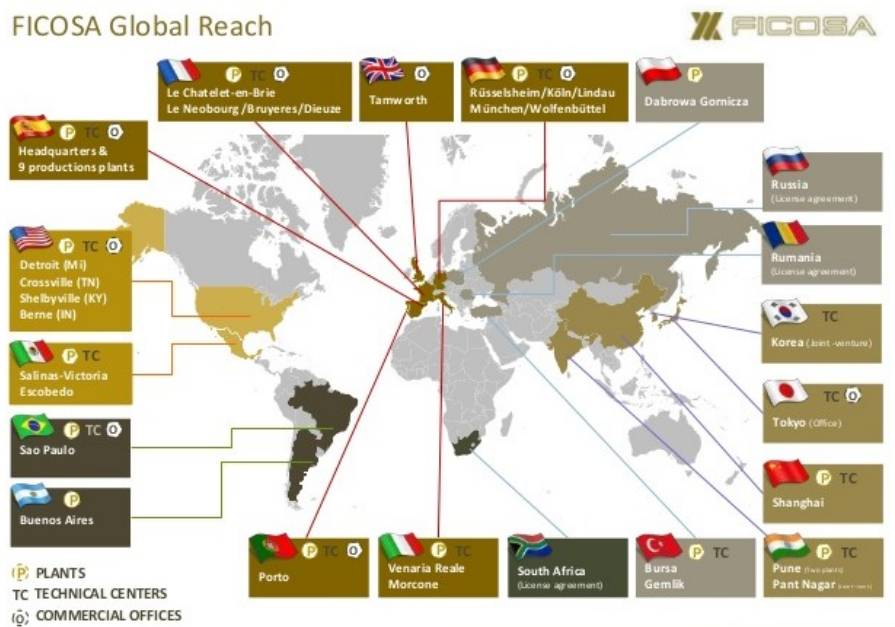 FICOSA Global Reach
FICOSA
P TC O
Le Chatelet-en-Brie
Le Neobourg /Bruyeres/Dieuze
O
Tamworth
P TC O
Rüsselsheim/Köln/Lindau
München/Wolfenbüttel
P
Dabrowa Gornicza
P TC O
Headquarters &
9 productions plants
Russia
(License agreement)
P TC O
Detroit (Mi)
Crossville (TN)
Shelbyville (KY)
Berne (IN)
Rumania
(License agreement)
TC
Korea (Joint -venture)
P TC
Salinas-Victoria
Escobedo
TC O
Tokyo (Office)
P TC O
Sao Paulo
P TC
Shanghai
P
Buenos Aires
P TC O
Porto
P TC
Venaria Reale
Morcone
South Africa
(License agreement)
P TC
Bursa
Gemlik
P TC
Pune (Two plants)
Pant Nagar
P PLANTS
TC TECHNICAL CENTERS
O COMMERCIAL OFFICES